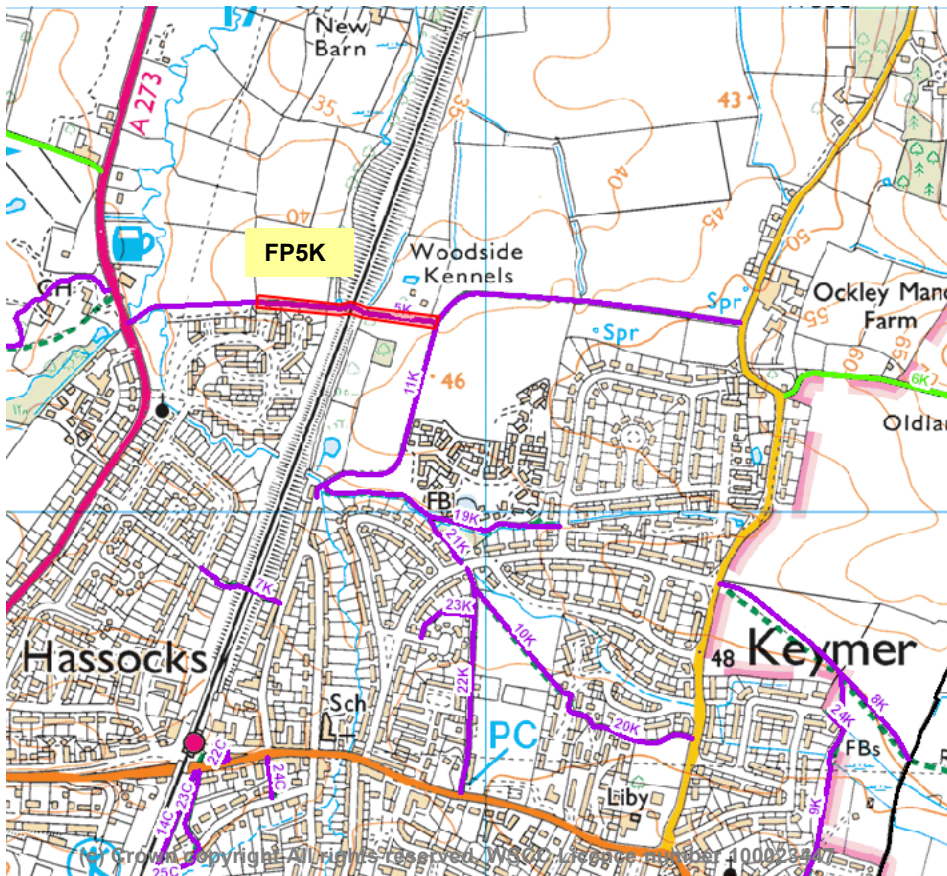 New
Barn
A 273
35
35
43
40
40
45
50
FP5K
Woodside
Kennels
GH
5K
Spr
Spr
Ockley Mano
Farm
55
60
65
6K
11K
46
Oldlan
FB
19K
21K
7K
23K
10K
Hassocks
48
Keymer
22K
8K
24K
Sch
20K
PC
FBs
22C
24C
23C
14C
9K
Liby
25C
(c) Crown copyright All rights reserved. WSCC Licence number 100023447